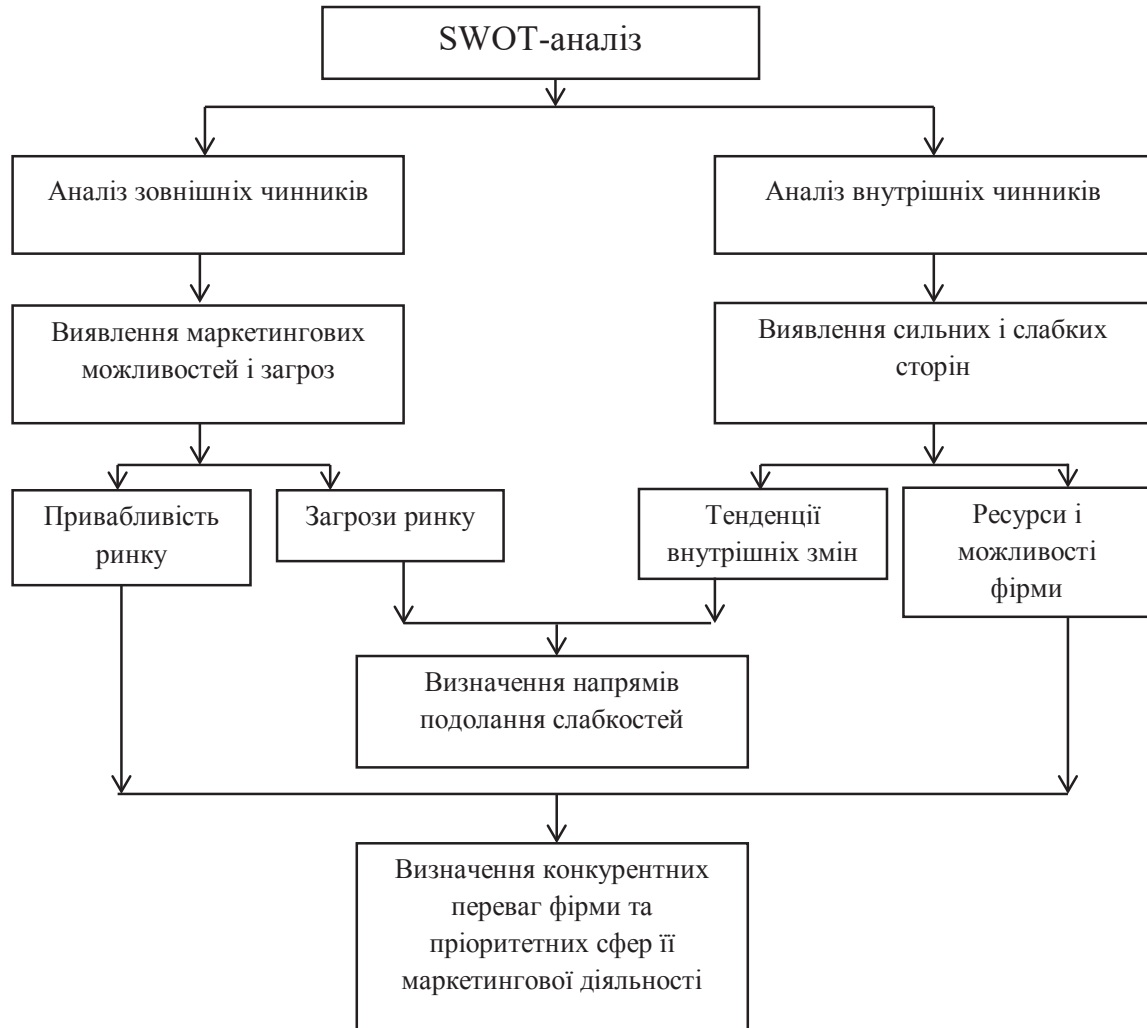 SWOT-аналіз
Аналіз зовнішніх чинників
Аналіз внутрішніх чинників
Виявлення маркетингових
можливостей і загроз
Виявлення сильних і слабких
сторін
Привабливість
ринку
Загрози ринку
Тенденції
внутрішніх змін
Ресурси і
можливості
фірми
Визначення напрямів
подолання слабкостей
Визначення конкурентних
переваг фірми та
пріоритетних сфер її
маркетингової діяльності